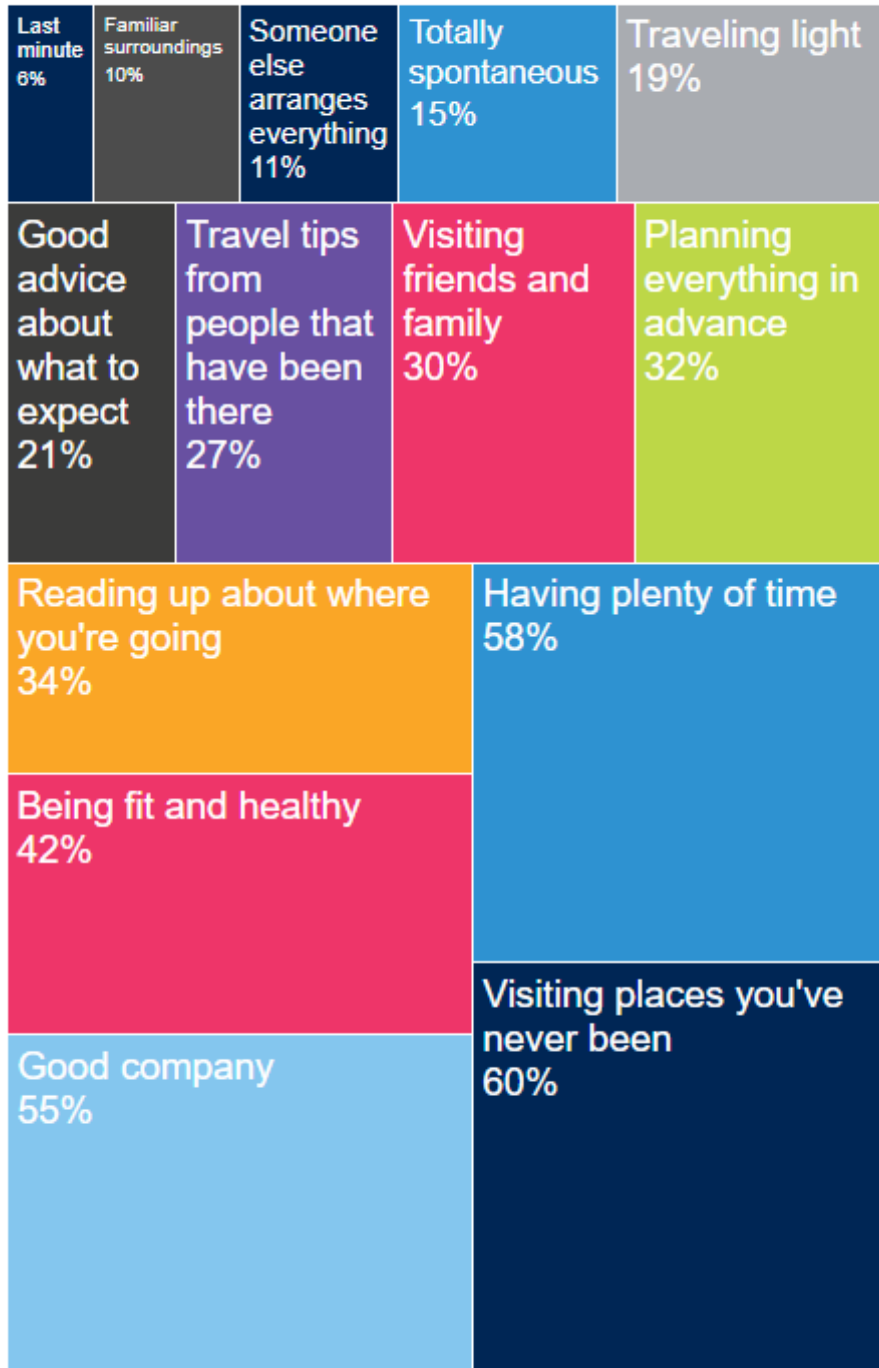 Last
minute
6%
Familiar
surroundings
10%
Someone
else
arranges
everything
11%
Totally
spontaneous
15%
Traveling light
19%
Good
advice
about
what to
expect
21%
Travel tips
from
people that
have been
there
27%
Visiting
friends and
family
30%
Planning
everything in
advance
32%
Reading up about where
you're going
34%
Having plenty of time
58%
Being fit and healthy
42%
Visiting places you've
never been
60%
Good company
55%